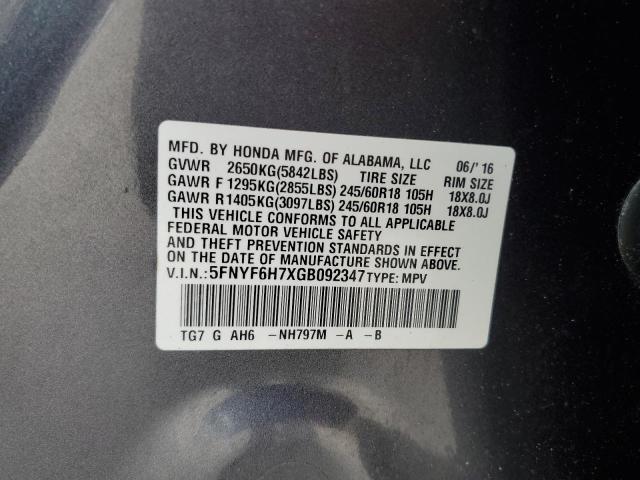 MFD. BY HONDA MFG. OF ALABAMA, LLC 06/' 16
GVWR 2650KG(5842LBS) TIRE SIZE RIM SIZE
GAWR F 1295KG(2855LBS) 245/60R18 105H 18X8.0J
GAWR R1405KG(3097LBS) 245/60R18 105H 18X8.0J
THIS VEHICLE CONFORMS TO ALL APPLICABLE
FEDERAL MOTOR VEHICLE SAFETY
AND THEFT PREVENTION STANDARDS IN EFFECT
ON THE DATE OF MANUFACTURE SHOWN ABOVE.
V.I.N.:5FNYF6H7XGB092347 TYPE: MPV
TG7 G AH6 -NH797M -A -B